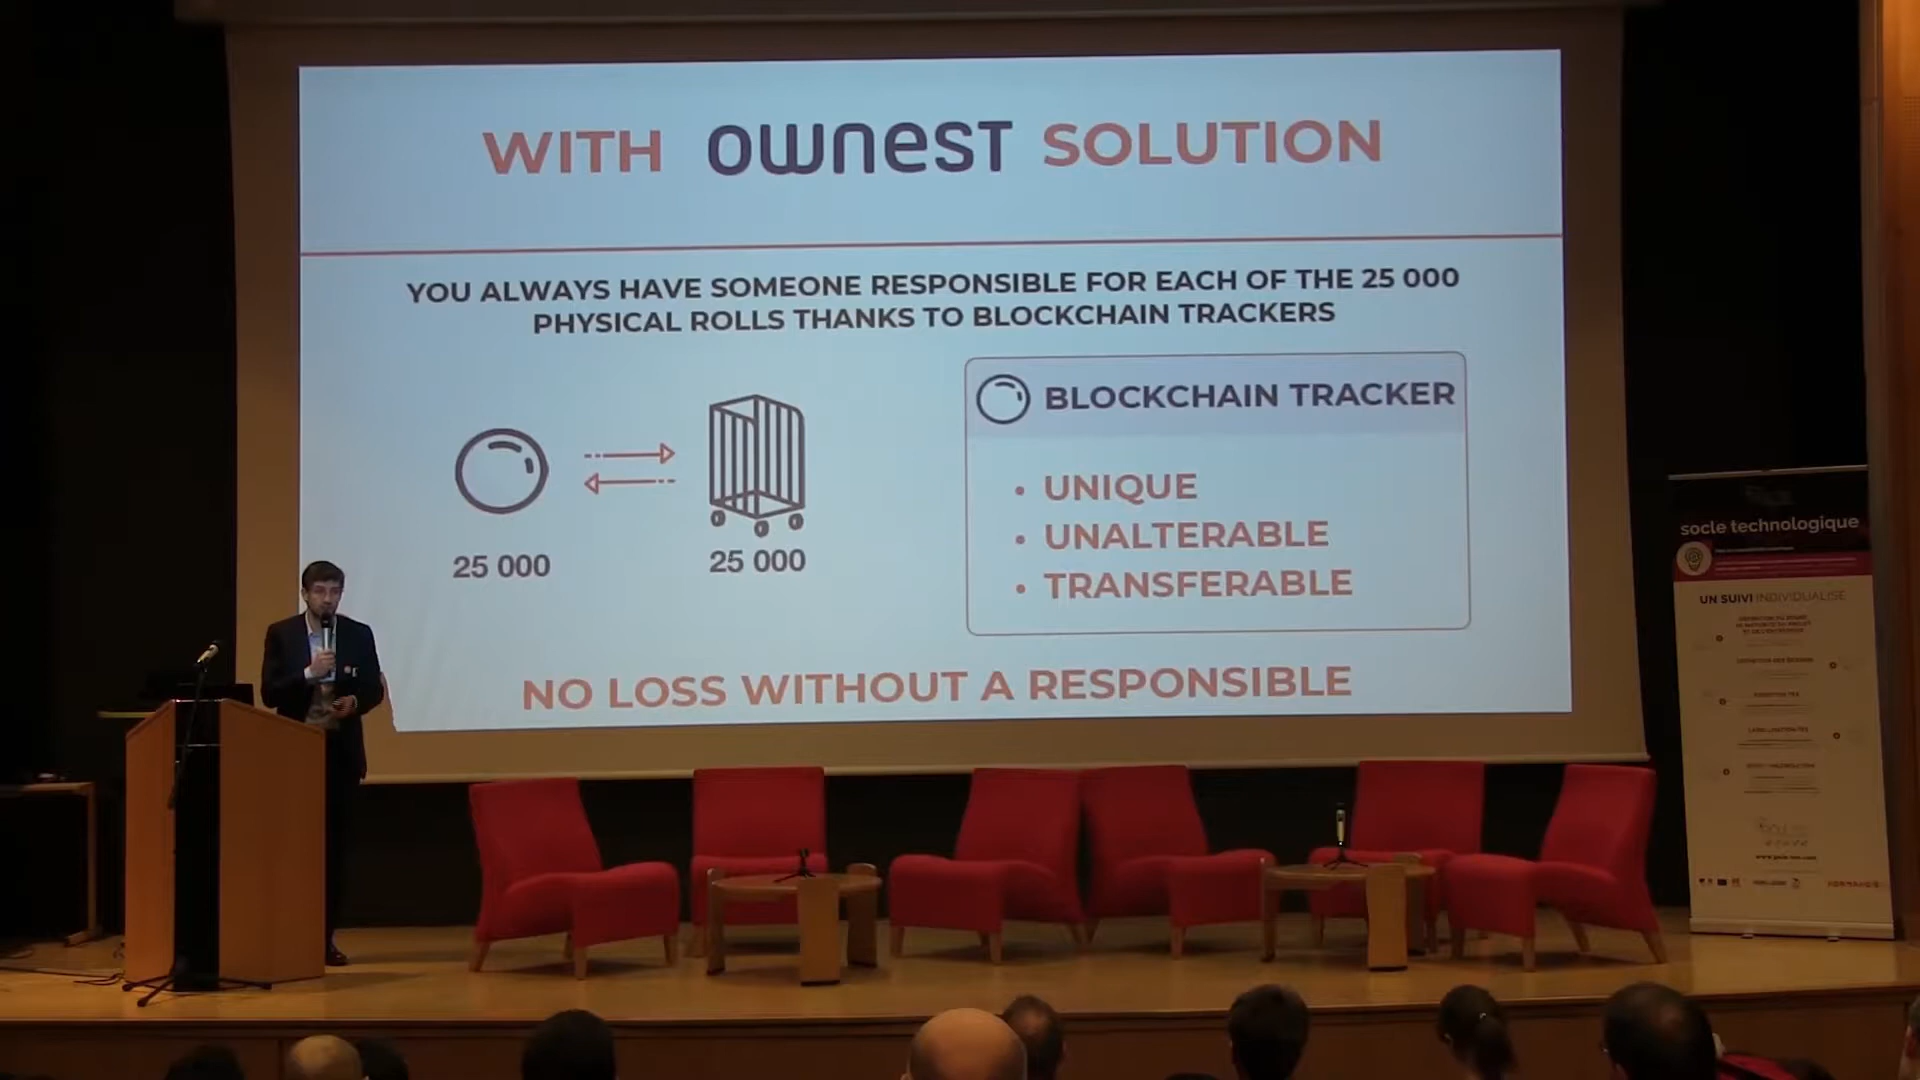 WITH OWNEST SOLUTION
YOU ALWAYS HAVE SOMEONE RESPONSIBLE FOR EACH OF THE 25 000
PHYSICAL ROLLS THANKS TO BLOCKCHAIN TRACKERS
25 000
25 000
BLOCKCHAIN TRACKER
• UNIQUE
• UNALTERABLE
• TRANSFERABLE
NO LOSS WITHOUT A RESPONSIBLE
socle technologique
UN SUIVI INDIVIDUALISÉ